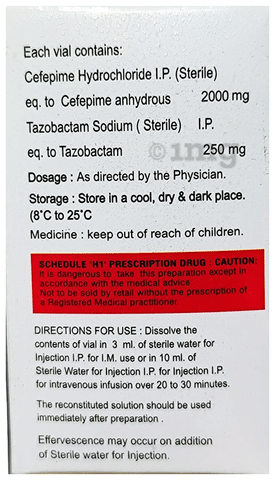 Each vial contains:
Cefepime Hydrochloride I.P. (Sterile)
eq. to Cefepime anhydrous 2000 mg
Tazobactam Sodium ( Sterile) I.P.
eq. to Tazobactam 250 mg
1mg
Dosage : As directed by the Physician.
Storage : Store in a cool, dry & dark place.
(8°C to 25°C)
Medicine : keep out of reach of children.
SCHEDULE 'H1' PRESCRIPTION DRUG : CAUTION:
It is dangerous to take this preparation except in
accordance with the medical advice.
Not to be sold by retail without the prescription of
a Registered Medical practitioner.
DIRECTIONS FOR USE : Dissolve the
contents of vial in 3 ml. of sterile water for
Injection I.P. for I.M. use or in 10 ml. of
Sterile Water for Injection I.P. for Injection I.P.
for intravenous infusion over 20 to 30 minutes.
The reconstituted solution should be used
immediately after preparation .
Effervescence may occur on addition
of Sterile water for Injection.